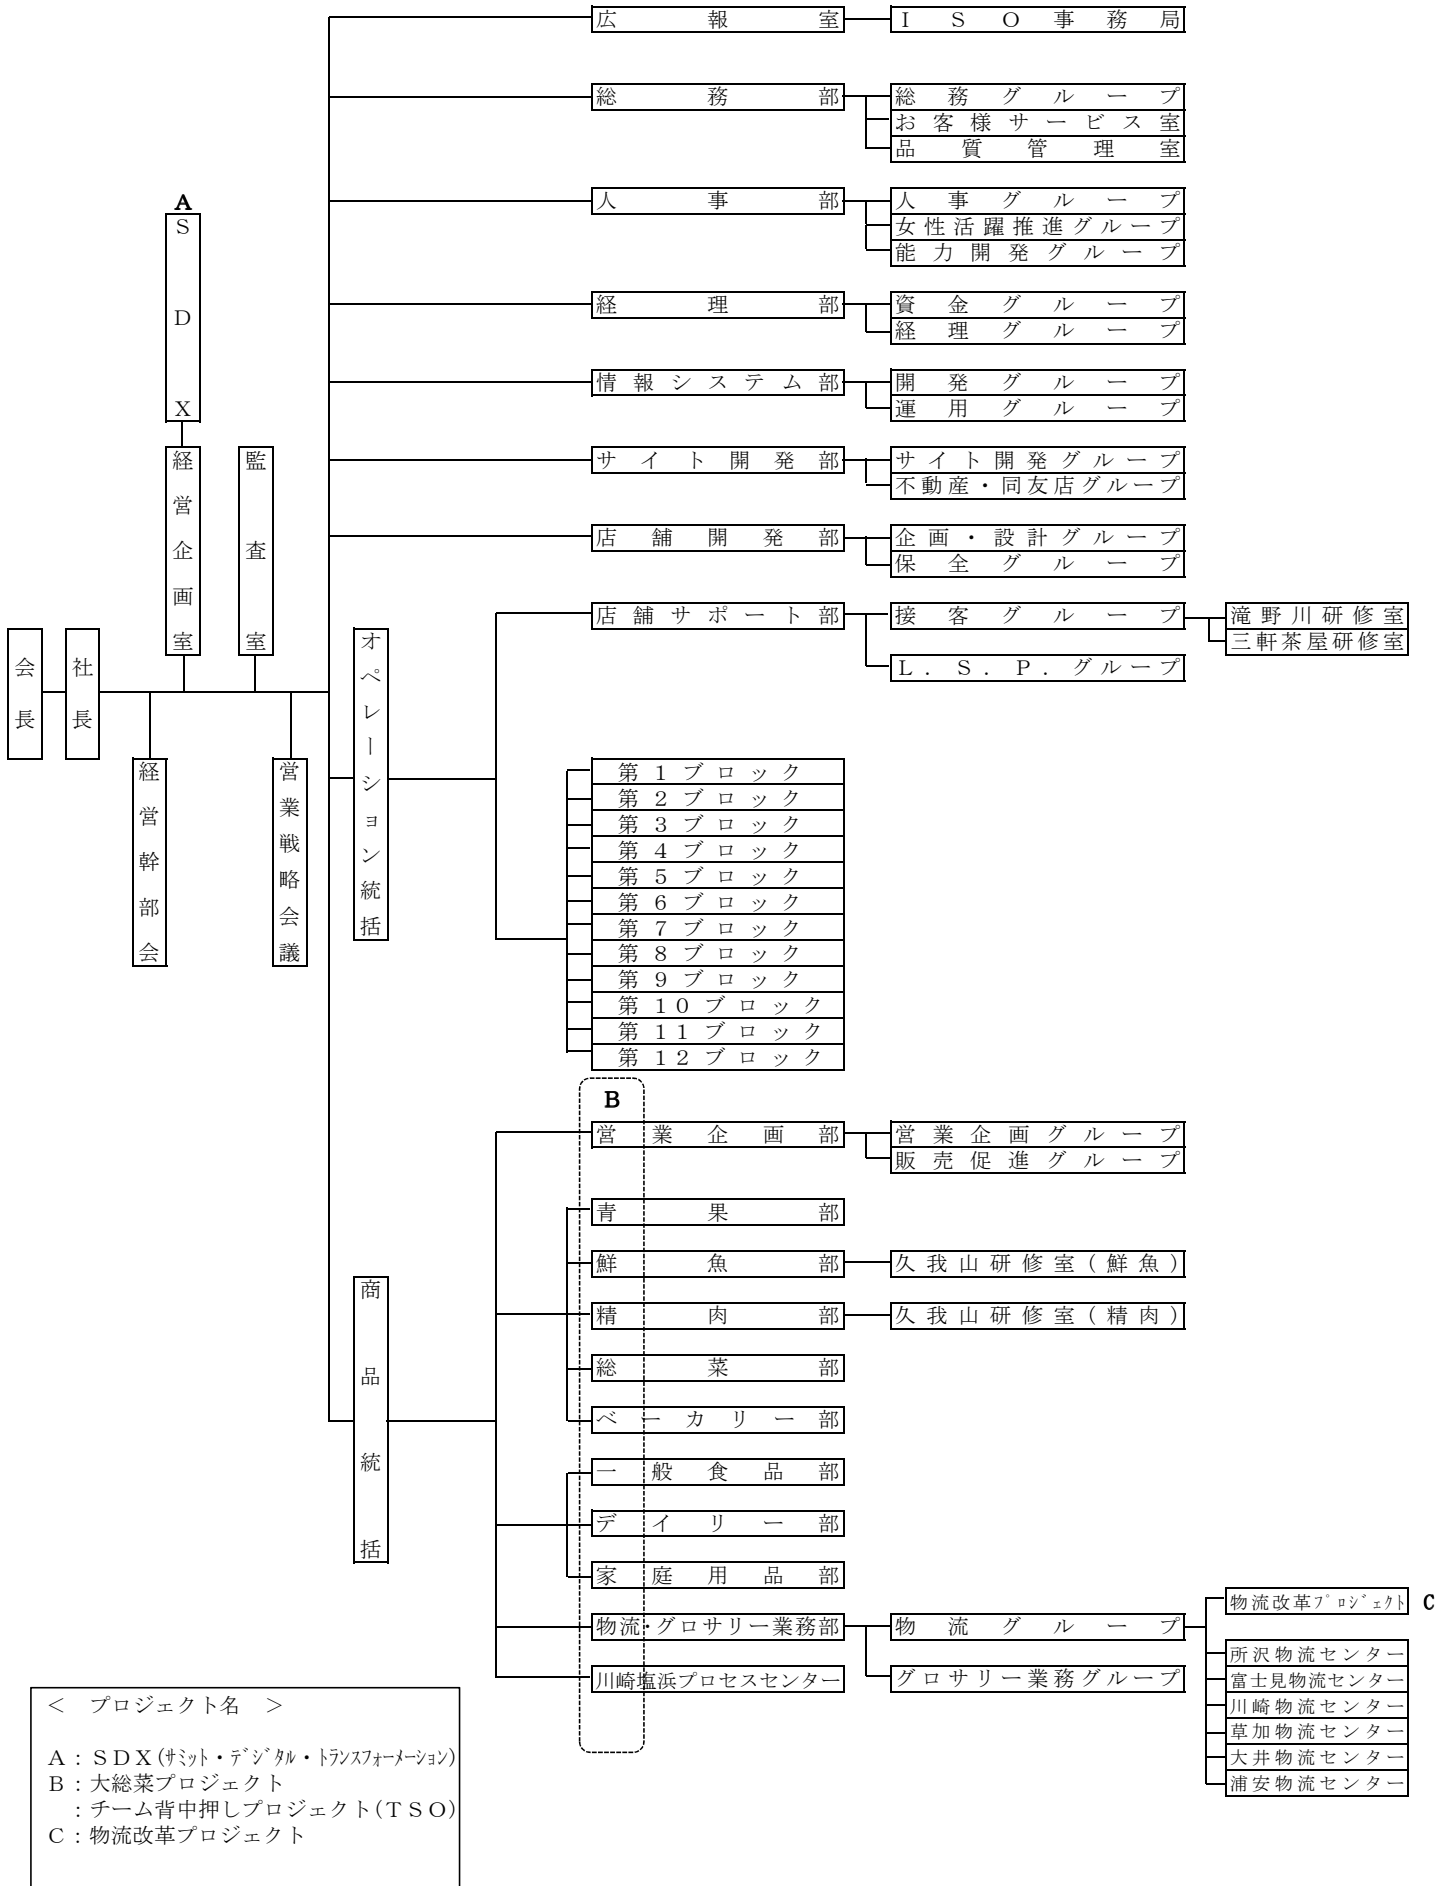 広報室
ISO事務局
総務部
総務グループ
お客様サービス室
品質管理室
人事部
人事グループ
女性活躍推進グループ
能力開発グループ
経理部
資金グループ
経理グループ
情報システム部
開発グループ
運用グループ
サイト開発部
サイト開発グループ
不動産・同友店グループ
店舗開発部
企画・設計グループ
保全グループ
A
SDX
経営企画室
監査室
会長
社長
経営幹部会
営業戦略会議
オペレーション統括
店舗サポート部
接客グループ
滝野川研修室
三軒茶屋研修室
L.S.P.グループ
第1ブロック
第2ブロック
第3ブロック
第4ブロック
第5ブロック
第6ブロック
第7ブロック
第8ブロック
第9ブロック
第10ブロック
第11ブロック
第12ブロック
商品統括
B
営業企画部
営業企画グループ
販売促進グループ
青果部
鮮魚部
久我山研修室(鮮魚)
精肉部
久我山研修室(精肉)
総菜部
ベーカリー部
一般食品部
デイリー部
家庭用品部
物流・グロサリー業務部
物流グループ
物流改革プロジェクト
C
所沢物流センター
富士見物流センター
川崎物流センター
草加物流センター
大井物流センター
浦安物流センター
グロサリー業務グループ
川崎塩浜プロセスセンター
< プロジェクト名 >
A:SDX(サミット・デジタル・トランスフォーメーション)
B:大総菜プロジェクト
:チーム背中押しプロジェクト(TSO)
C:物流改革プロジェクト